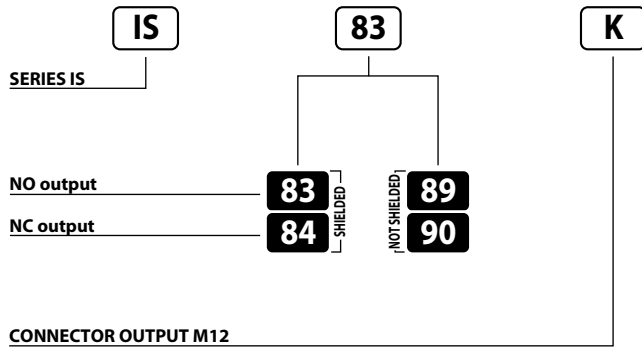 IS 83 K
SERIES IS
NO output 83 SHIELDED NOT SHIELDED 89
NC output 84 90
CONNECTOR OUTPUT M12